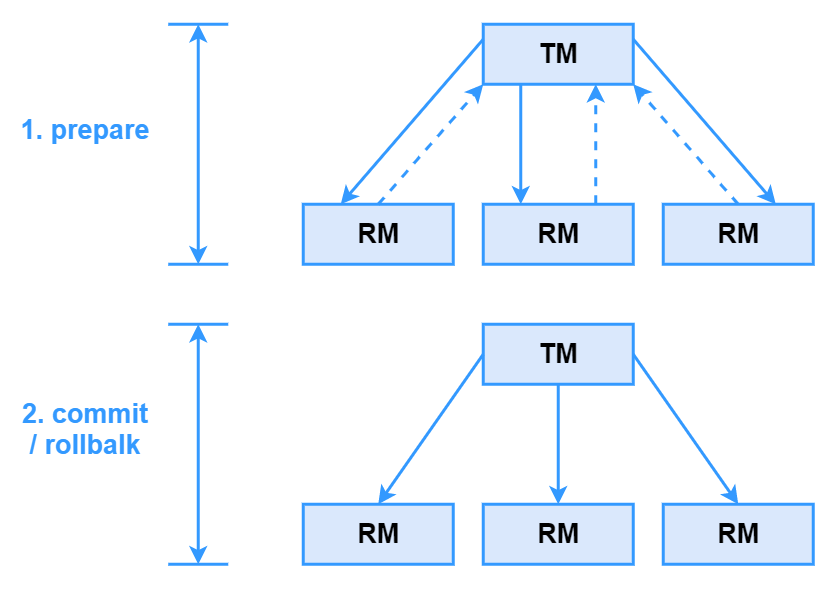 TM
1. prepare
RM RM RM
TM
2. commit
/ rollbalk
RM RM RM